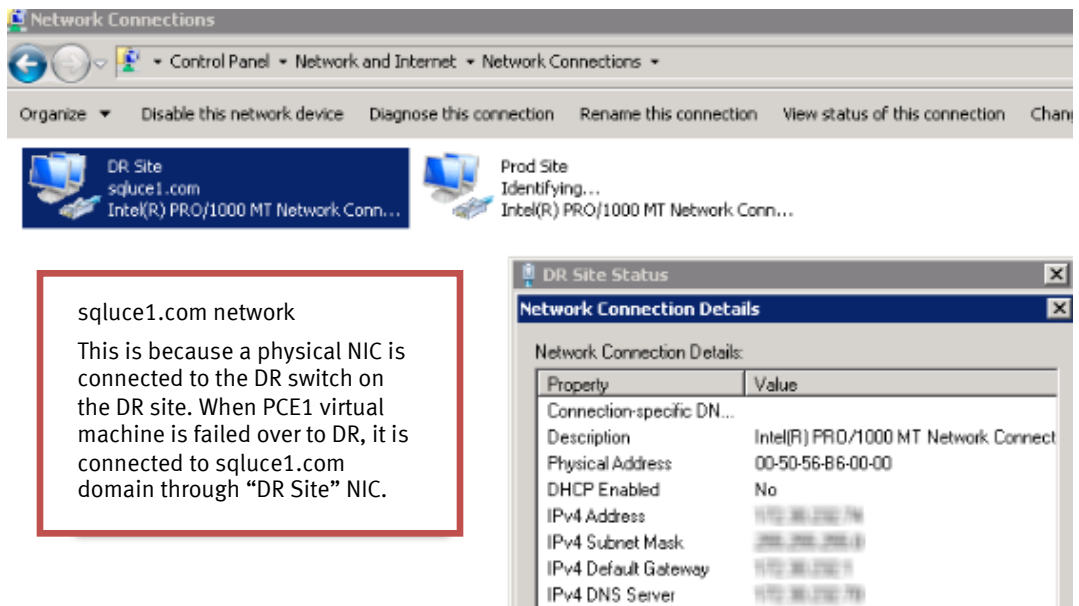 Network Connections
Control Panel Network and Internet Network Connections
Organize Disable this network device Diagnose this connection Rename this connection View status of this connection Chang
DR Site
sqluce1.com
Intel(R) PRO/1000 MT Network Conn...
Prod Site
Identifying...
Intel(R) PRO/1000 MT Network Conn...
sqluce1.com network
This is because a physical NIC is
connected to the DR switch on
the DR site. When PCE1 virtual
machine is failed over to DR, it is
connected to sqluce1.com
domain through “DR Site” NIC.
DR Site Status
Network Connection Details
Network Connection Details:
Property Value
Connection-specific DN...
Description Intel(R) PRO/1000 MT Network Connect
Physical Address 00-50-56-B6-00-00
DHCP Enabled No
IPv4 Address
IPv4 Subnet Mask
IPv4 Default Gateway
IPv4 DNS Server